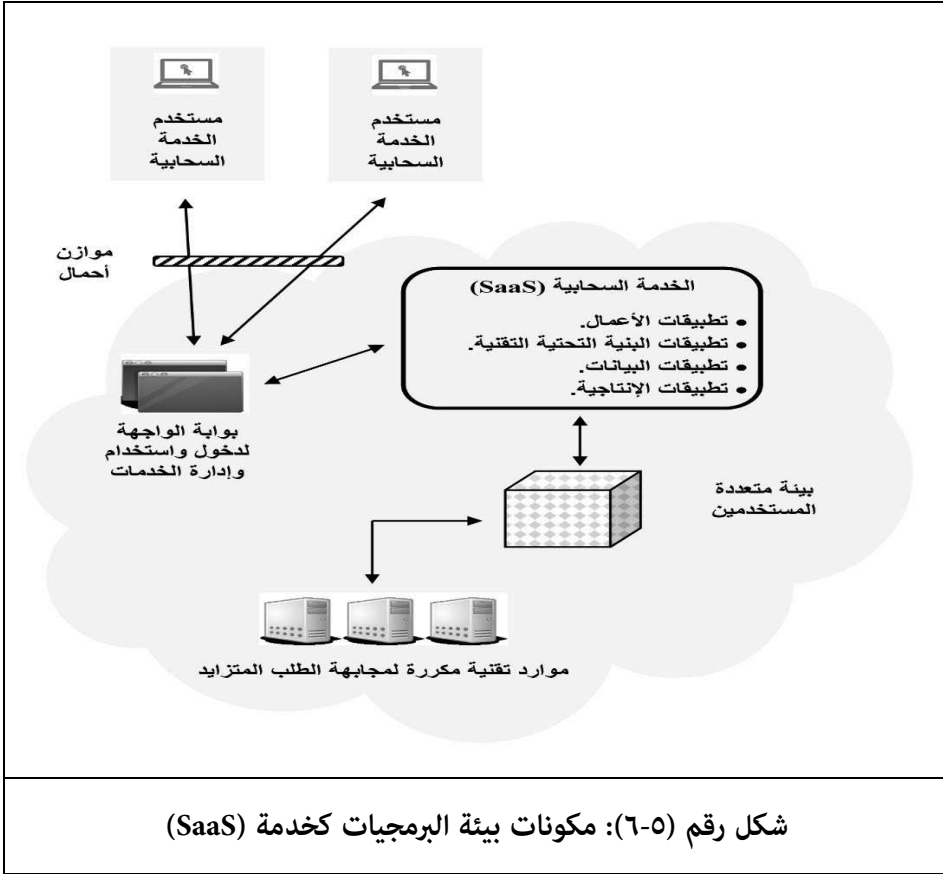 مستخدم
الخدمة
السحابية
مستخدم
الخدمة
السحابية
موازن
أحمال
الخدمة السحابية (SaaS)
• تطبيقات الأعمال.
• تطبيقات البنية التحتية التقنية.
• تطبيقات البيانات.
• تطبيقات الإنتاجية.
بوابة الواجهة
لدخول واستخدام
وإدارة الخدمات
بيئة متعددة
المستخدمين
موارد تقنية مكررة لمجابهة الطلب المتزايد
شكل رقم (٥-٦): مكونات بيئة البرمجيات كخدمة (SaaS)